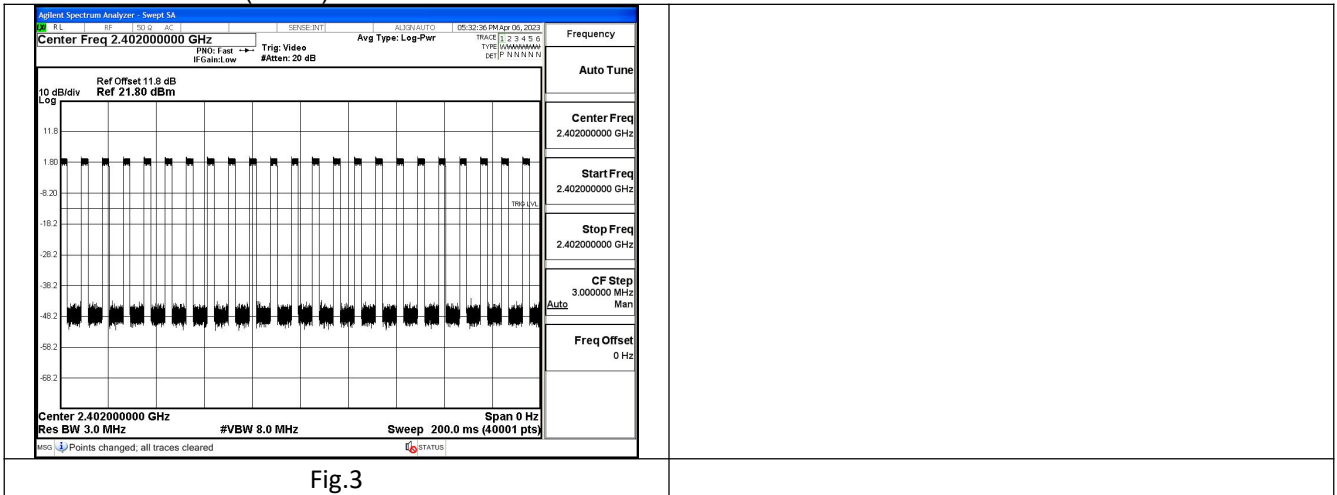 Agilent Spectrum Analyzer - Swept SA
RL RF 50 Ω AC SENSE:INT ALIGN AUTO 05:32:36 PM Apr 06, 2023
Center Freq 2.402000000 GHz
PNO: Fast
IFGain:Low
Trig: Video
#Atten: 20 dB
Avg Type: Log-Pwr
TRACE 1 2 3 4 5 6
TYPE
DET P N N N N N
Frequency
Auto Tune
Center Freq
2.402000000 GHz
Start Freq
2.402000000 GHz
Stop Freq
2.402000000 GHz
CF Step
3.000000 MHz
Auto Man
Freq Offset
0 Hz
Ref Offset 11.8 dB
10 dB/div Ref 21.80 dBm
Log
11.8
1.80
-8.20
TRIG LVL
-18.2
-28.2
-38.2
-48.2
-58.2
-68.2
Center 2.402000000 GHz Span 0 Hz
Res BW 3.0 MHz #VBW 8.0 MHz Sweep 200.0 ms (40001 pts)
MSG Points changed; all traces cleared STATUS
Fig.3